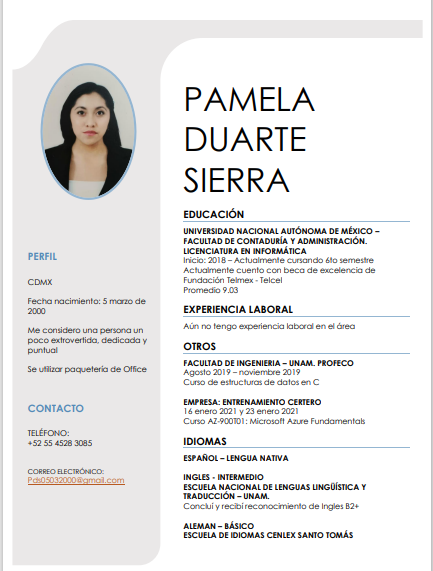 PAMELA
DUARTE
SIERRA
PERFIL
CDMX
Fecha nacimiento: 5 marzo de
2000
Me considero una persona un
poco extrovertida, dedicada y
puntual
Se utilizar paquetería de Office
CONTACTO
TELÉFONO:
+52 55 4528 3085
CORREO ELECTRÓNICO:
Pds05032000@gmail.com
EDUCACIÓN
UNIVERSIDAD NACIONAL AUTÓNOMA DE MÉXICO –
FACULTAD DE CONTADURÍA Y ADMINISTRACIÓN.
LICENCIATURA EN INFORMÁTICA
Inicio: 2018 – Actualmente cursando 6to semestre
Actualmente cuento con beca de excelencia de
Fundación Telmex - Telcel
Promedio 9.03
EXPERIENCIA LABORAL
Aún no tengo experiencia laboral en el área
OTROS
FACULTAD DE INGENIERIA – UNAM. PROFECO
Agosto 2019 – noviembre 2019
Curso de estructuras de datos en C
EMPRESA: ENTRENAMIENTO CERTERO
16 enero 2021 y 23 enero 2021
Curso AZ-900T01: Microsoft Azure Fundamentals
IDIOMAS
ESPAÑOL – LENGUA NATIVA
INGLES - INTERMEDIO
ESCUELA NACIONAL DE LENGUAS LINGÜÍSTICA Y
TRADUCCIÓN – UNAM.
Concluí y recibí reconocimiento de Ingles B2+
ALEMAN – BÁSICO
ESCUELA DE IDIOMAS CENLEX SANTO TOMÁS